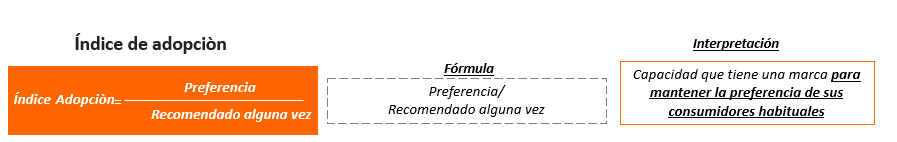 Índice de adopciòn
Índice Adopciòn=
Preferencia
Recomendado alguna vez
Fórmula
Preferencia/
Recomendado alguna vez
Interpretación
Capacidad que tiene una marca para
mantener la preferencia de sus
consumidores habituales